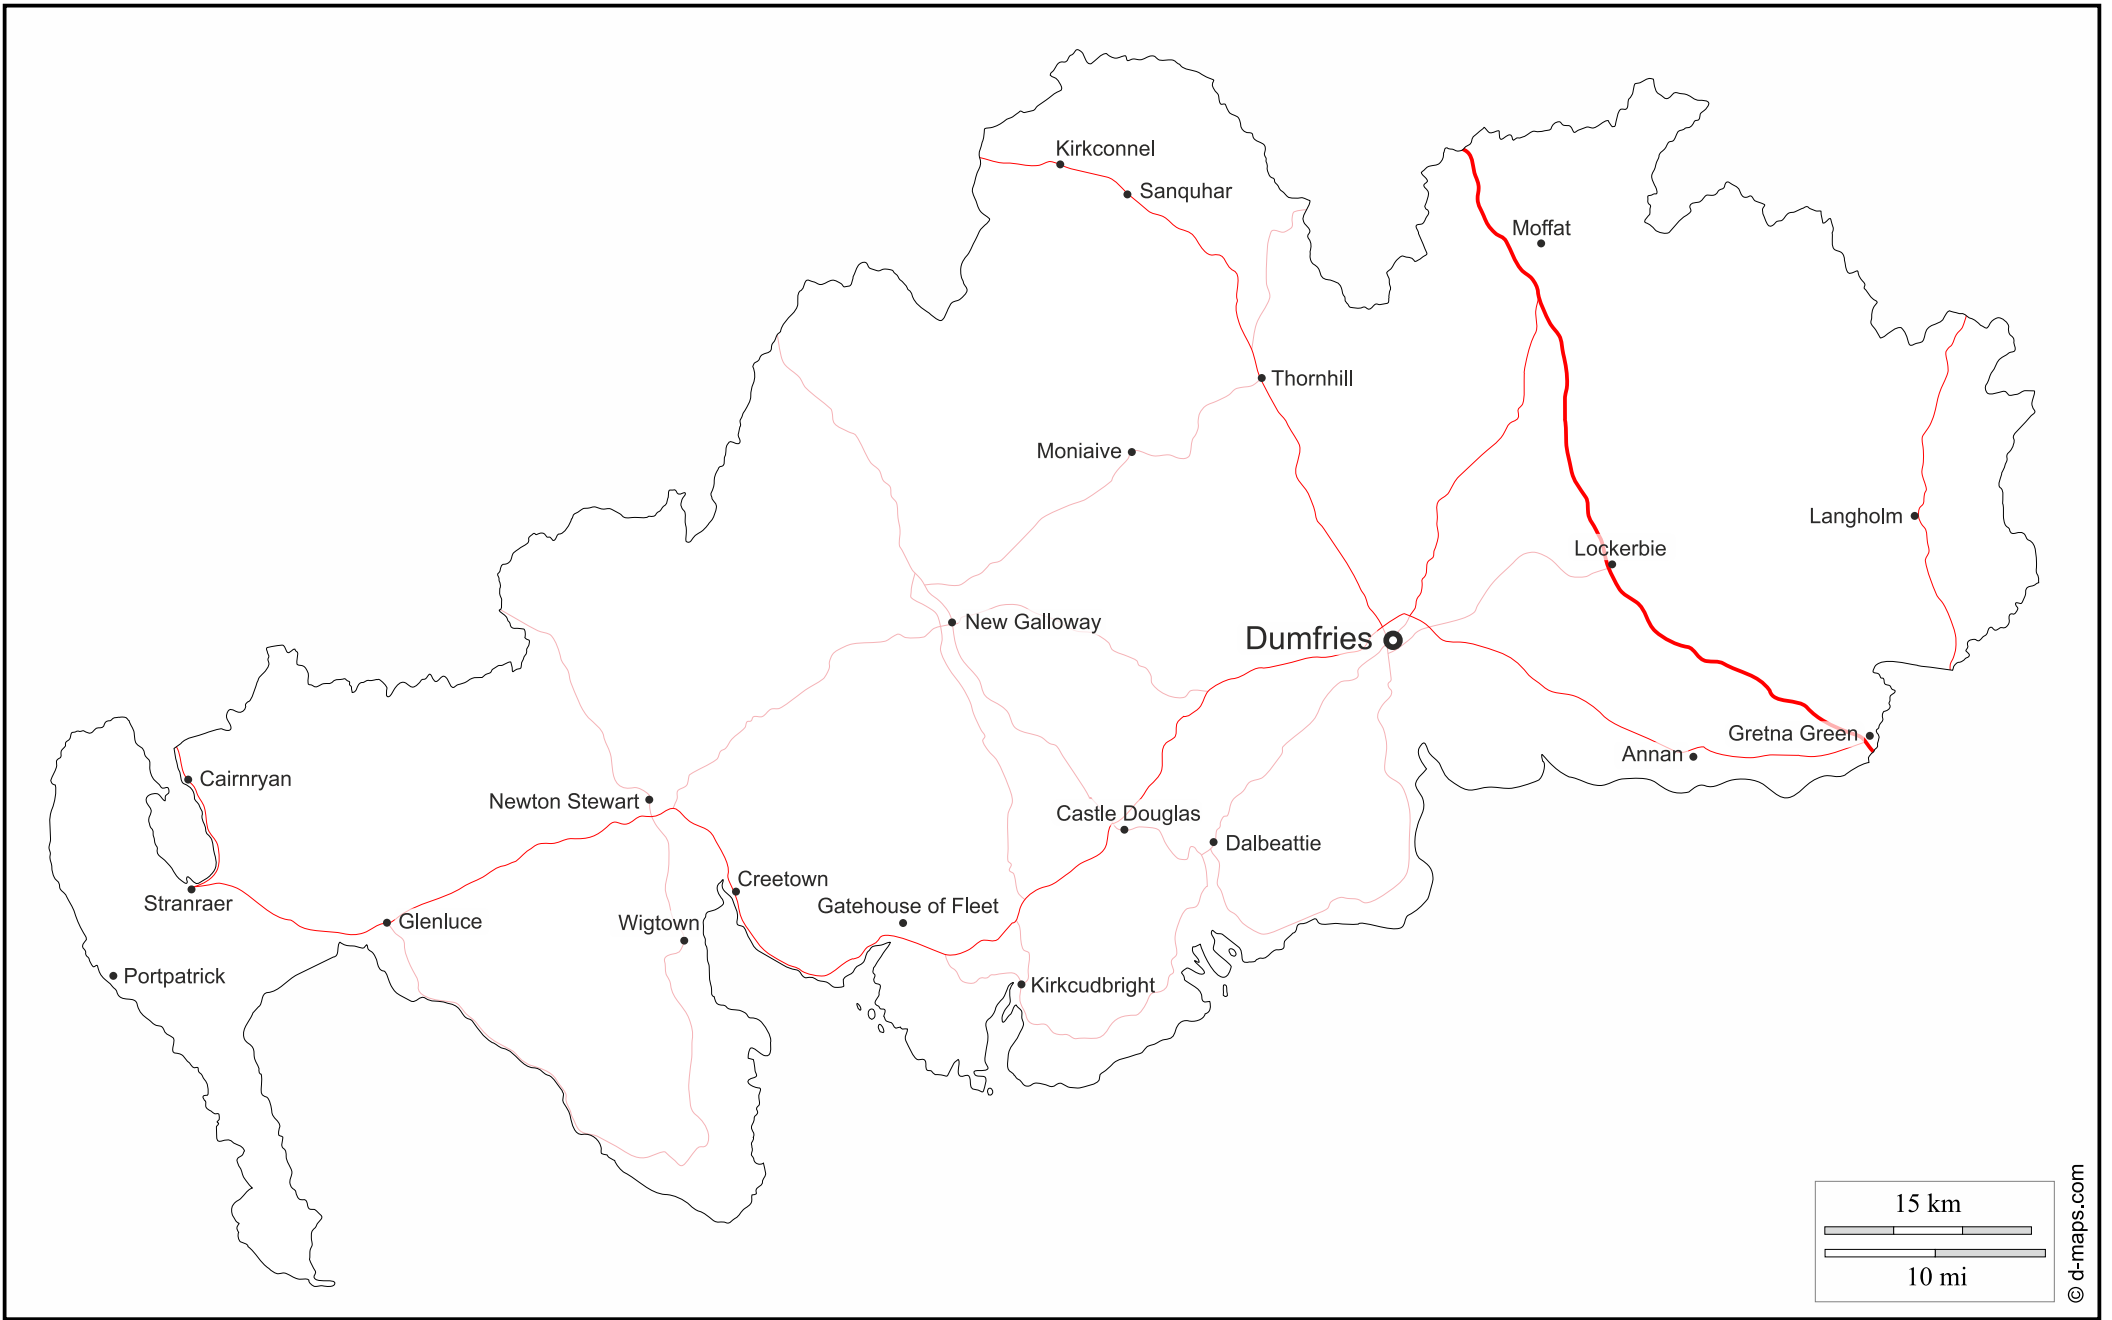 Kirkconnel
Sanquhar
Moffat
Thornhill
Moniaive
Langholm
Lockerbie
New Galloway
Dumfries
Gretna Green
Annan
Cairnryan
Newton Stewart
Castle Douglas
Dalbeattie
Creetown
Stranraer
Gatehouse of Fleet
Glenluce
Wigtown
Portpatrick
Kirkcudbright
15 km
10 mi
© d-maps.com